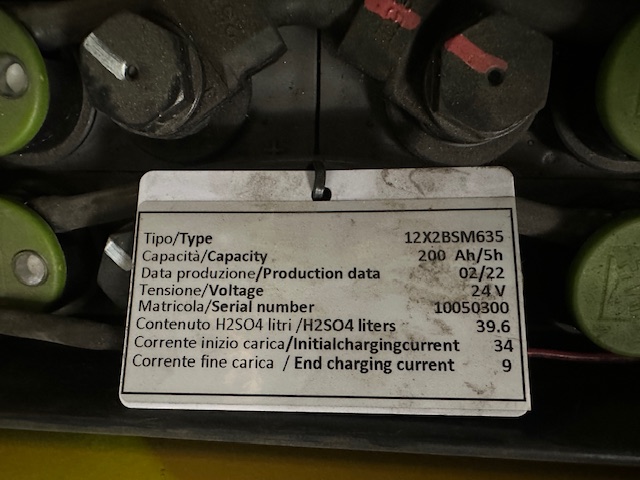 Tipo/Type 12X2BSM635
Capacità/Capacity 200 Ah/5h
Data produzione/Production data 02/22
Tensione/Voltage 24 V
Matricola/Serial number 10050300
Contenuto H2SO4 litri /H2SO4 liters 39.6
Corrente inizio carica/Initialchargingcurrent 34
Corrente fine carica / End charging current 9